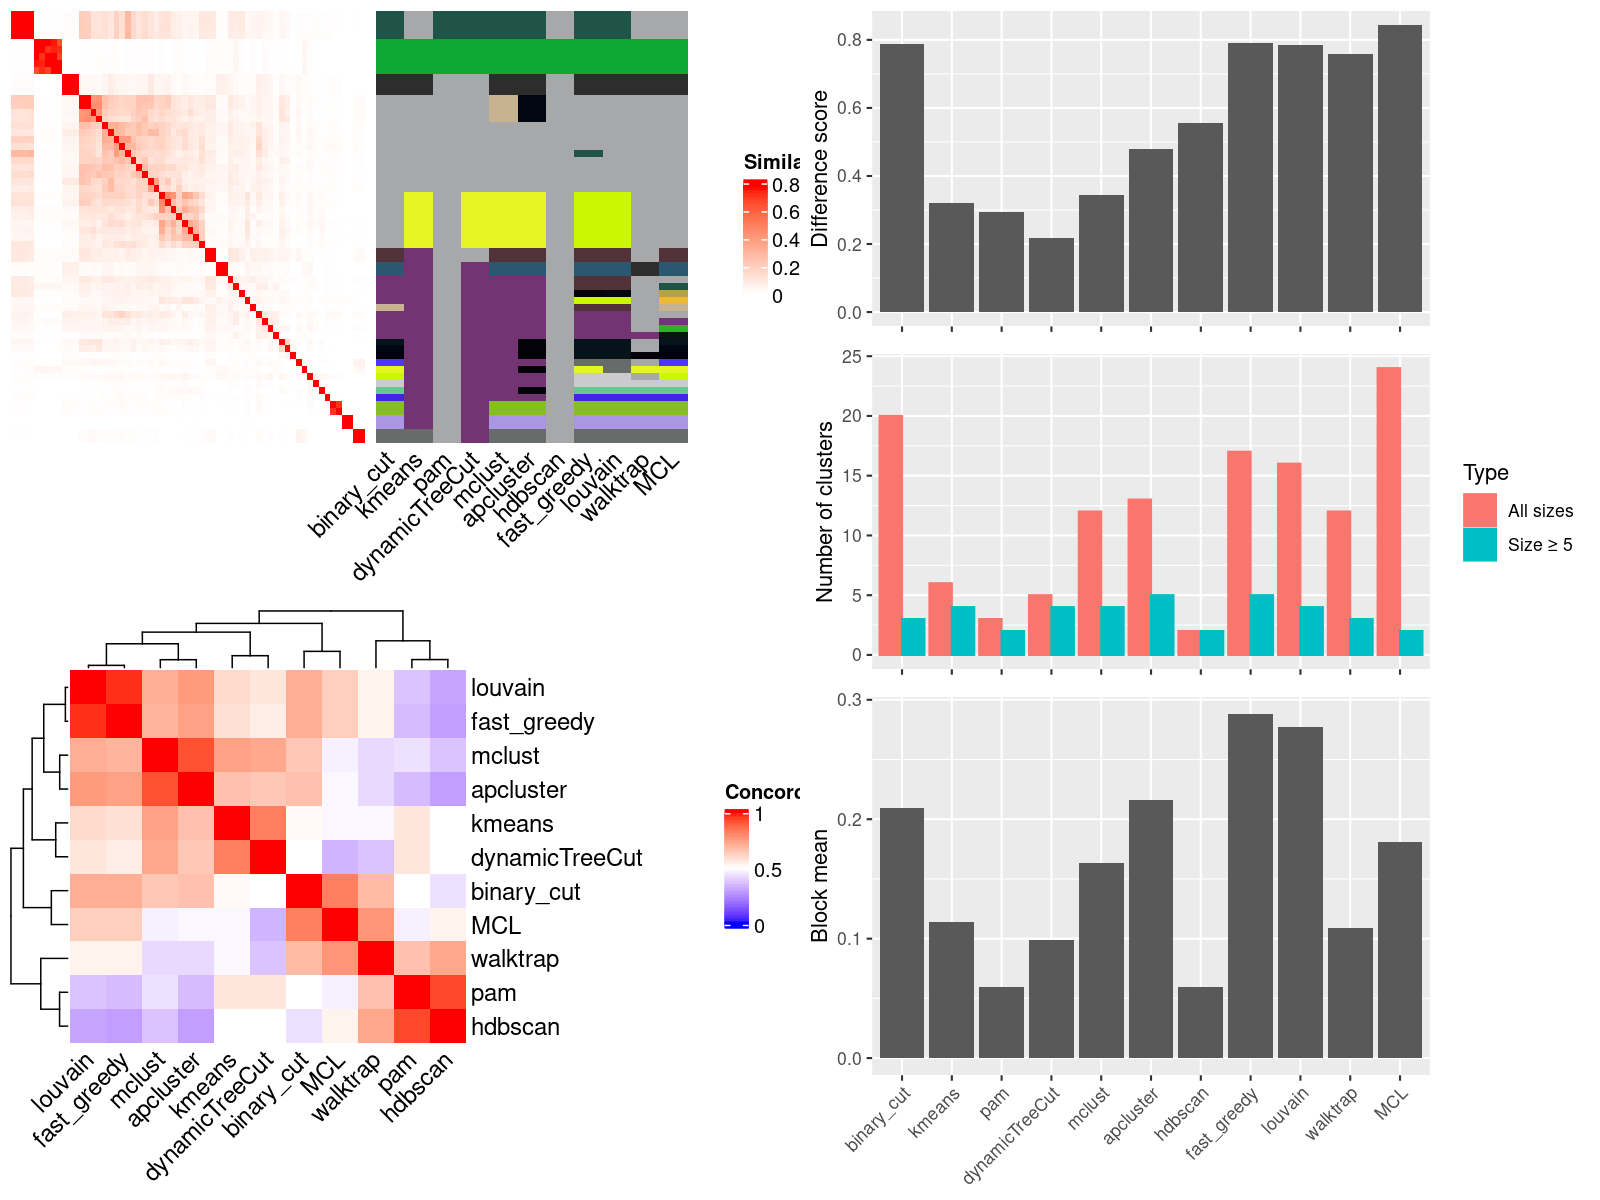 Simila
0.8
0.6
0.4
0.2
0
binary_cut
kmeans
pam
dynamicTreeCut
mclust
apcluster
hdbscan
fast_greedy
louvain
walktrap
MCL
louvain
fast_greedy
mclust
apcluster
kmeans
dynamicTreeCut
binary_cut
MCL
walktrap
pam
hdbscan
louvain
fast_greedy
mclust
apcluster
kmeans
dynamicTreeCut
binary_cut
MCL
walktrap
pam
hdbscan
Concord
1
0.5
0
Difference score
0.8
0.6
0.4
0.2
0.0
Number of clusters
25
20
15
10
5
0
Type
All sizes
Size ≥ 5
Block mean
0.3
0.2
0.1
0.0
binary_cut
kmeans
pam
dynamicTreeCut
mclust
apcluster
hdbscan
fast_greedy
louvain
walktrap
MCL